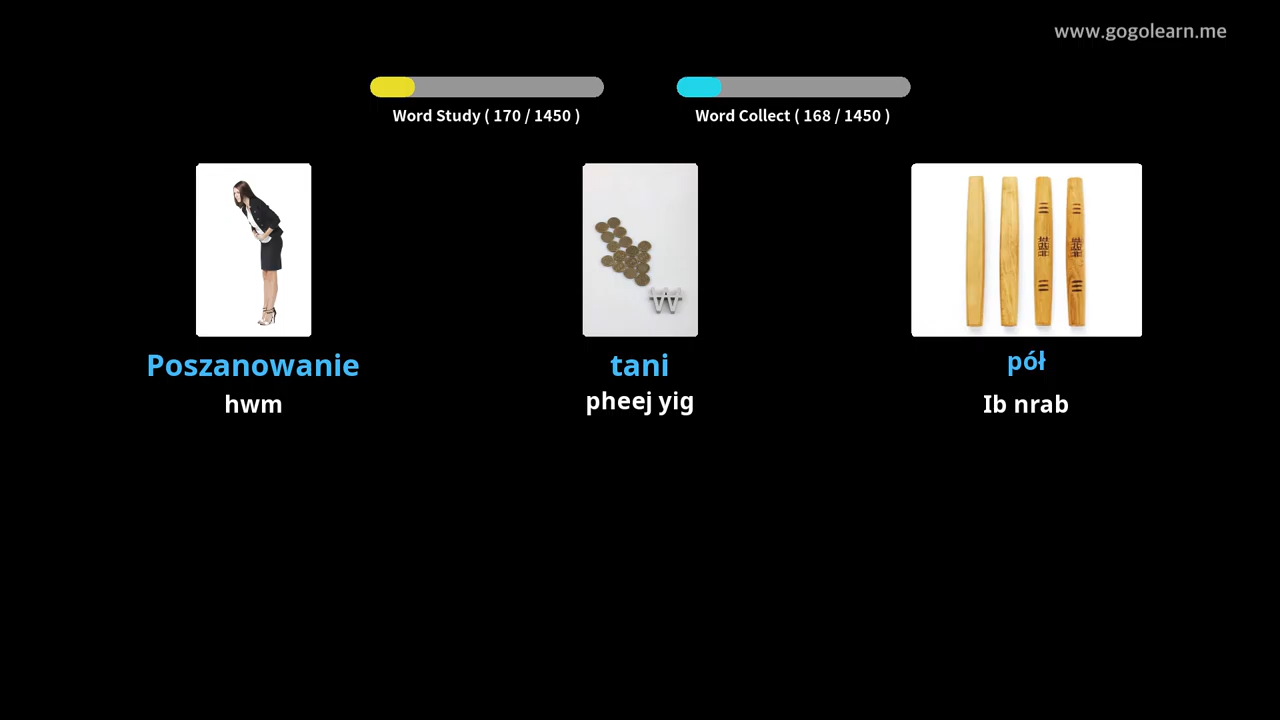 www.gogolearn.me
Word Study ( 170 / 1450 )
Word Collect ( 168 / 1450 )
Poszanowanie
hwm
tani
pheej yig
pół
Ib nrab